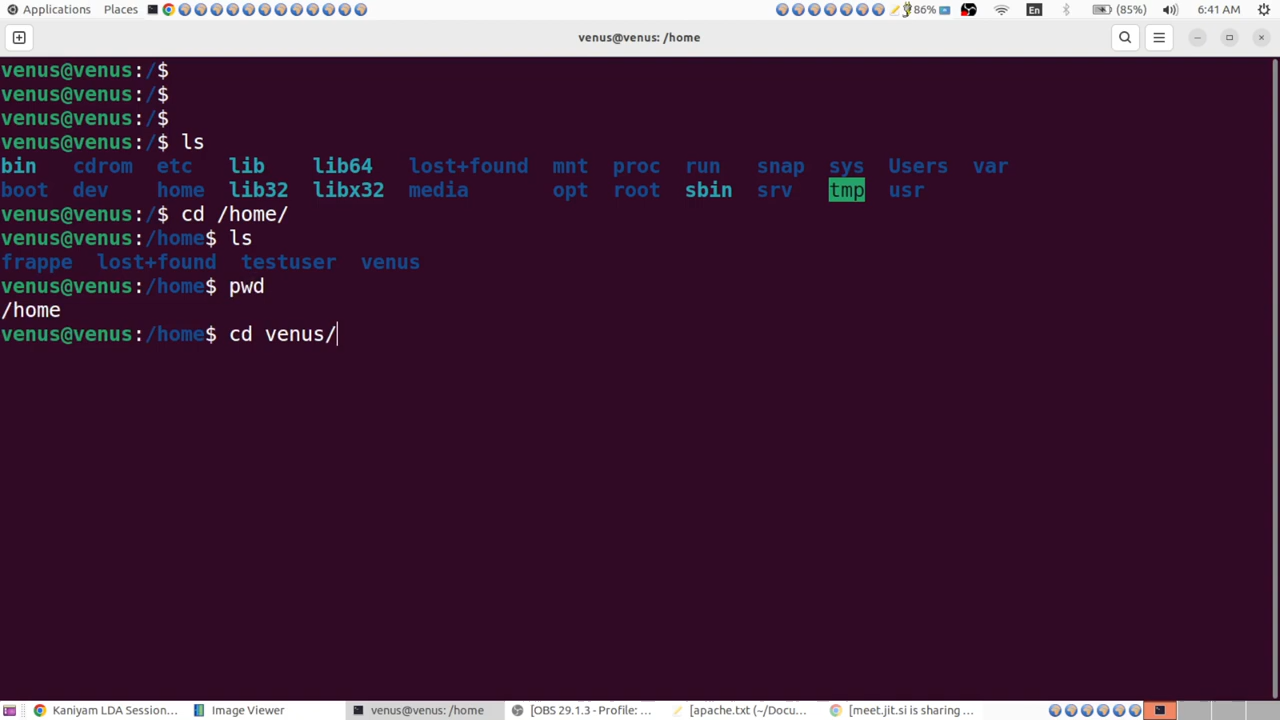 Applications Places 86% En (85%) 6:41 AM
venus@venus: /home
venus@venus:/$
venus@venus:/$
venus@venus:/$
venus@venus:/$ ls
bin cdrom etc lib lib64 lost+found mnt proc run snap sys Users var
boot dev home lib32 libx32 media opt root sbin srv tmp usr
venus@venus:/$ cd /home/
venus@venus:/home$ ls
frappe lost+found testuser venus
venus@venus:/home$ pwd
/home
venus@venus:/home$ cd venus/
Kaniyam LDA Session... Image Viewer venus@venus: /home [OBS 29.1.3 - Profile: ... [apache.txt (~/Docu... [meet.jit.si is sharing ...